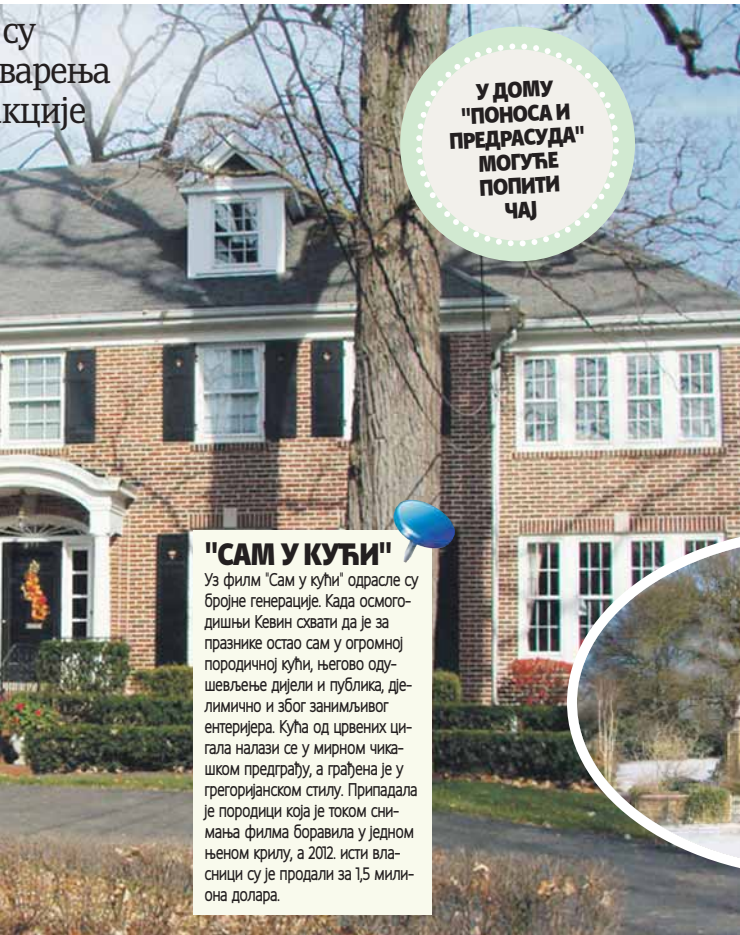 су
варења
кције
У ДОМУ
"ПОНОСА И
ПРЕДРАСУДА"
МОГУЋЕ
ПОПИТИ
ЧАЈ
"САМ У КУЋИ"
Уз филм "Сам у кући" одрасле су
бројне генерације. Када осмого-
дишњи Кевин схвати да је за
празнике остао сам у огромној
породичној кући, његово оду-
шевљење дијели и публика, дје-
лимично и због занимљивог
ентеријера. Кућа од црвених ци-
гала налази се у мирном чика-
шком предграђу, а грађена је у
грегоријанском стилу. Припадала
је породици која је током сни-
мања филма боравила у једном
њеном крилу, а 2012. исти вла-
сници су је продали за 1,5 мили-
она долара.